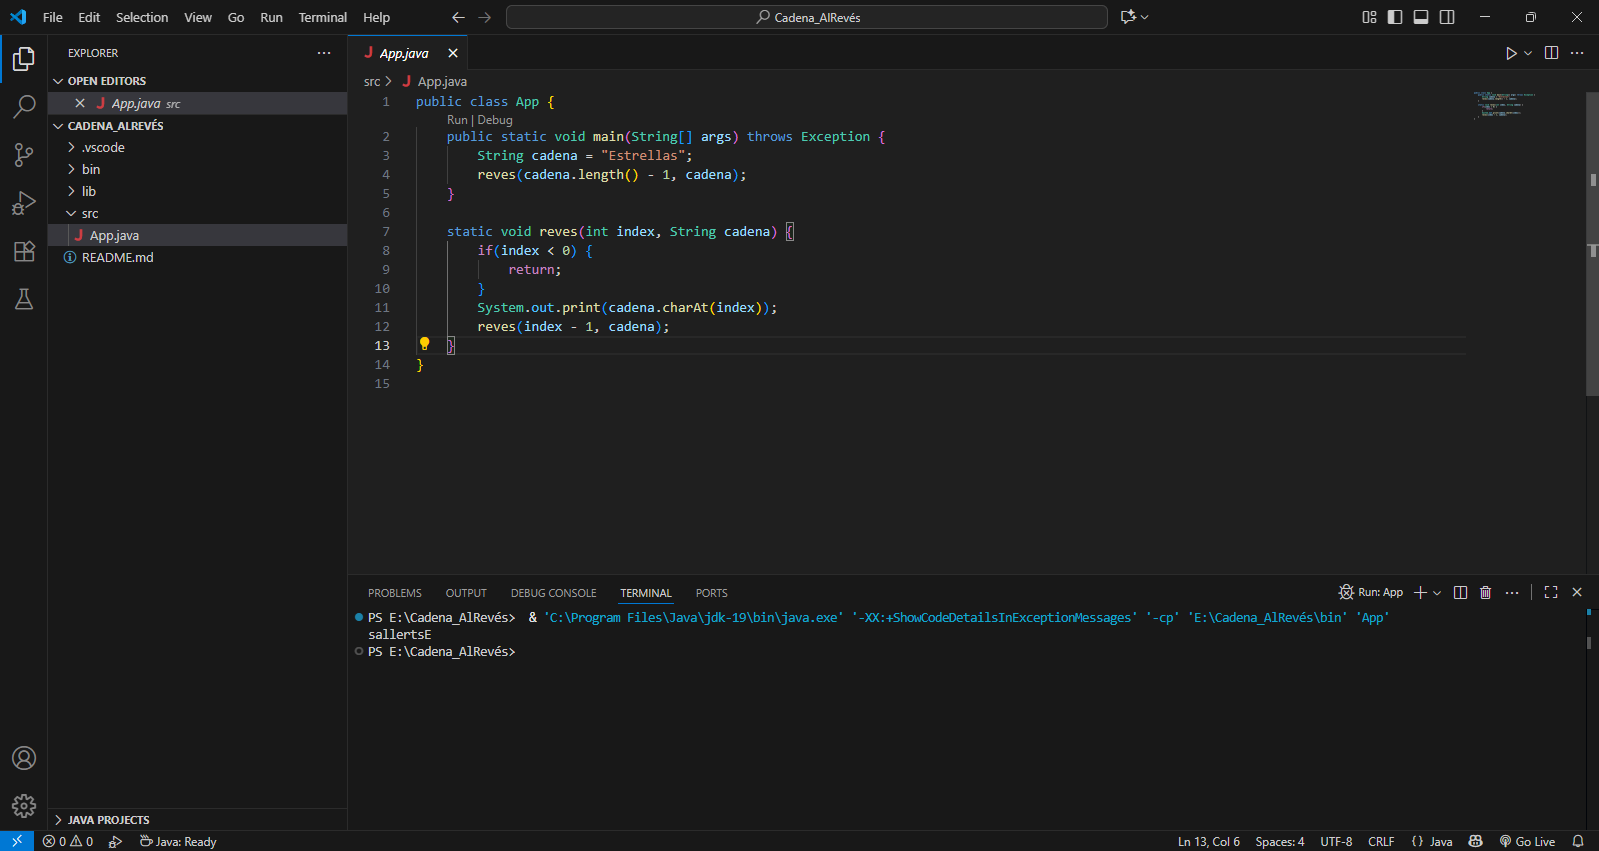 File Edit Selection View Go Run Terminal Help
Cadena_AlRevés
EXPLORER
OPEN EDITORS
App.java src
CADENA_ALREVÉS
.vscode
bin
lib
src
App.java
README.md
JAVA PROJECTS
App.java
src > App.java
1 public class App {
Run | Debug
2 public static void main(String[] args) throws Exception {
3 String cadena = "Estrellas";
4 reves(cadena.length() - 1, cadena);
5 }
6
7 static void reves(int index, String cadena) {
8 if(index < 0) {
9 return;
10 }
11 System.out.print(cadena.charAt(index));
12 reves(index - 1, cadena);
13 }
14 }
15
PROBLEMS OUTPUT DEBUG CONSOLE TERMINAL PORTS
Run: App
PS E:\Cadena_AlRevés> & 'C:\Program Files\Java\jdk-19\bin\java.exe' '-XX:+ShowCodeDetailsInExceptionMessages' '-cp' 'E:\Cadena_AlRevés\bin' 'App'
sallertsE
PS E:\Cadena_AlRevés>
0 0 Java: Ready Ln 13, Col 6 Spaces: 4 UTF-8 CRLF {} Java Go Live